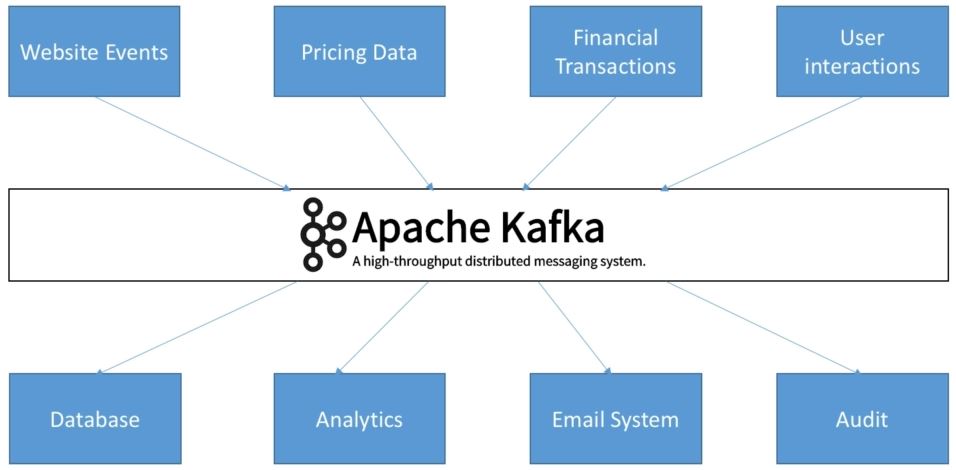 Website Events
Pricing Data
Financial
Transactions
User
interactions
Apache Kafka
A high-throughput distributed messaging system.
Database
Analytics
Email System
Audit